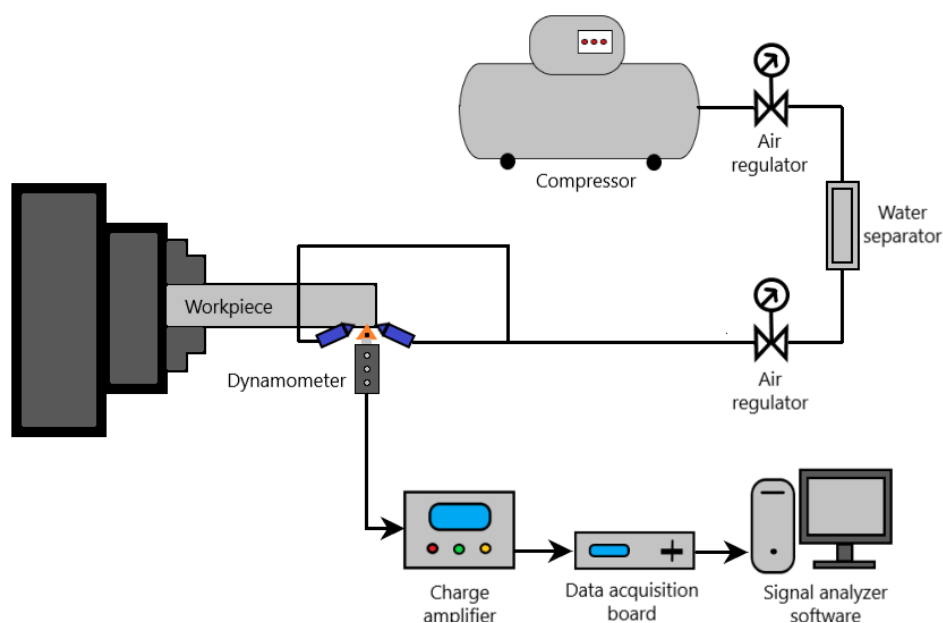 Compressor
Air
regulator
Water
separator
Workpiece
Dynamometer
Air
regulator
Charge
amplifier
Data acquisition
board
Signal analyzer
software